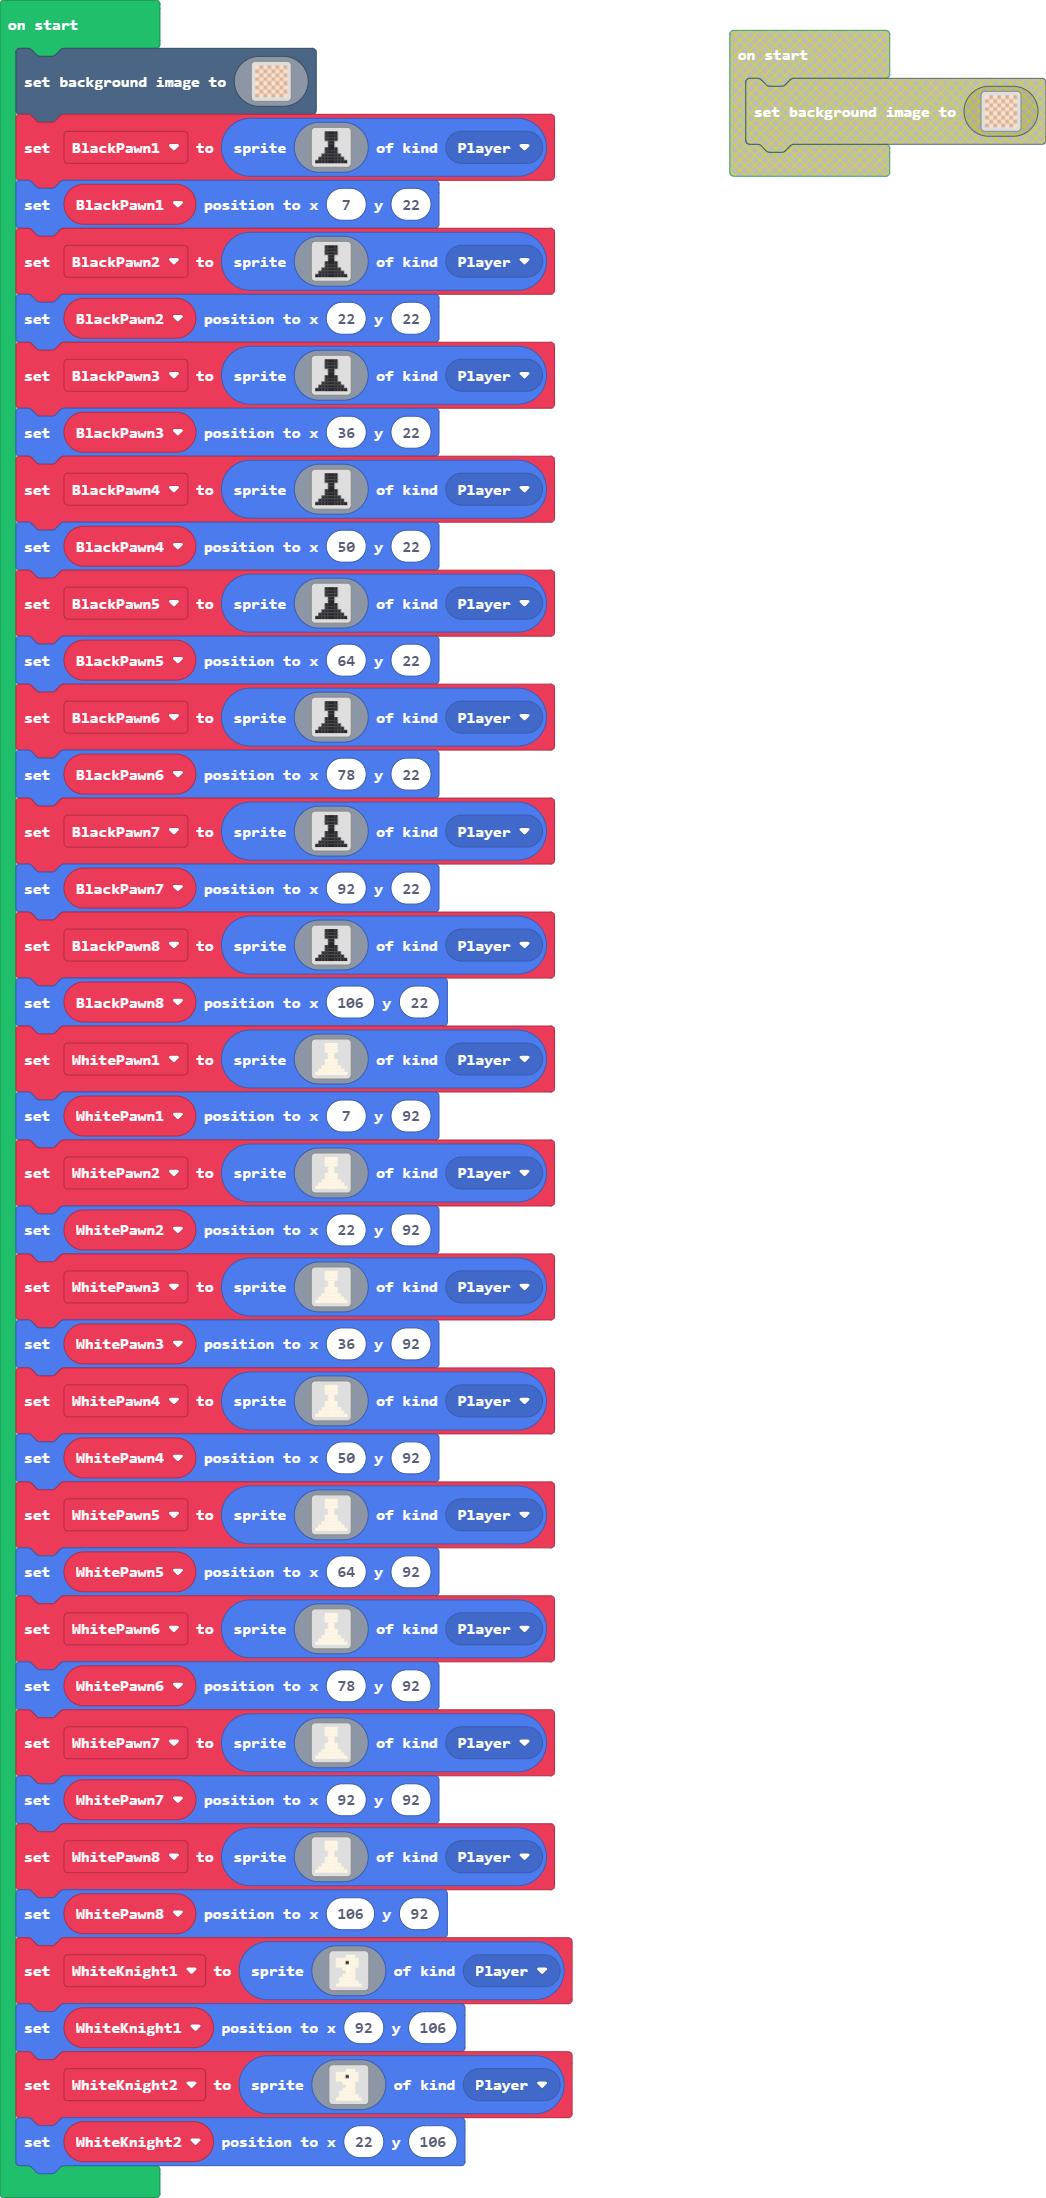 on start
set background image to
set BlackPawn1 to sprite of kind Player
set BlackPawn1 position to x 7 y 22
set BlackPawn2 to sprite of kind Player
set BlackPawn2 position to x 22 y 22
set BlackPawn3 to sprite of kind Player
set BlackPawn3 position to x 36 y 22
set BlackPawn4 to sprite of kind Player
set BlackPawn4 position to x 50 y 22
set BlackPawn5 to sprite of kind Player
set BlackPawn5 position to x 64 y 22
set BlackPawn6 to sprite of kind Player
set BlackPawn6 position to x 78 y 22
set BlackPawn7 to sprite of kind Player
set BlackPawn7 position to x 92 y 22
set BlackPawn8 to sprite of kind Player
set BlackPawn8 position to x 106 y 22
set WhitePawn1 to sprite of kind Player
set WhitePawn1 position to x 7 y 92
set WhitePawn2 to sprite of kind Player
set WhitePawn2 position to x 22 y 92
set WhitePawn3 to sprite of kind Player
set WhitePawn3 position to x 36 y 92
set WhitePawn4 to sprite of kind Player
set WhitePawn4 position to x 50 y 92
set WhitePawn5 to sprite of kind Player
set WhitePawn5 position to x 64 y 92
set WhitePawn6 to sprite of kind Player
set WhitePawn6 position to x 78 y 92
set WhitePawn7 to sprite of kind Player
set WhitePawn7 position to x 92 y 92
set WhitePawn8 to sprite of kind Player
set WhitePawn8 position to x 106 y 92
set WhiteKnight1 to sprite of kind Player
set WhiteKnight1 position to x 92 y 106
set WhiteKnight2 to sprite of kind Player
set WhiteKnight2 position to x 22 y 106
on start
set background image to